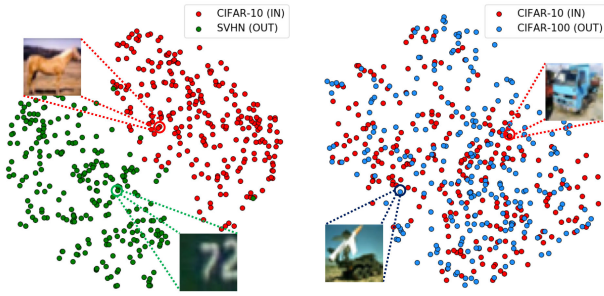 CIFAR-10 (IN)
SVHN (OUT)
CIFAR-10 (IN)
CIFAR-100 (OUT)
72